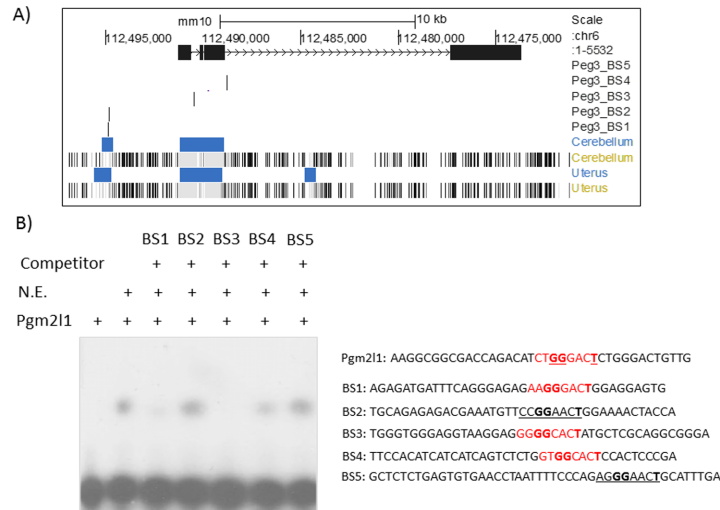 A)
mm10 10 kb Scale
112,495,000 112,490,000 112,485,000 112,480,000 112,475,000 :chr6
:1-5532
Peg3_BS5
Peg3_BS4
Peg3_BS3
Peg3_BS2
Peg3_BS1
Cerebellum
Cerebellum
Uterus
Uterus
B)
BS1 BS2 BS3 BS4 BS5
Competitor + + + + +
N.E. + + + + + +
Pgm2l1 + + + + + + +
Pgm2l1: AAGGCGGCGACCAGACATCTGGGACTCTGGGACTGTTG
BS1: AGAGATGATTTCAGGGAGAGAAGGGACTGGAGGAGTG
BS2: TGCAGAGAGACGAAATGTTCCGGAACTGGAAAACTACCA
BS3: TGGGTGGGAGGTAAGGAGGGGGCACTATGCTCGCAGGCGGGA
BS4: TTCCACATCATCATCAGTCTCTGGTGGCACTCCACTCCCGA
BS5: GCTCTCTGAGTGTGAACCTAATTTTCCCAGAGGGAACTGCATTTGA